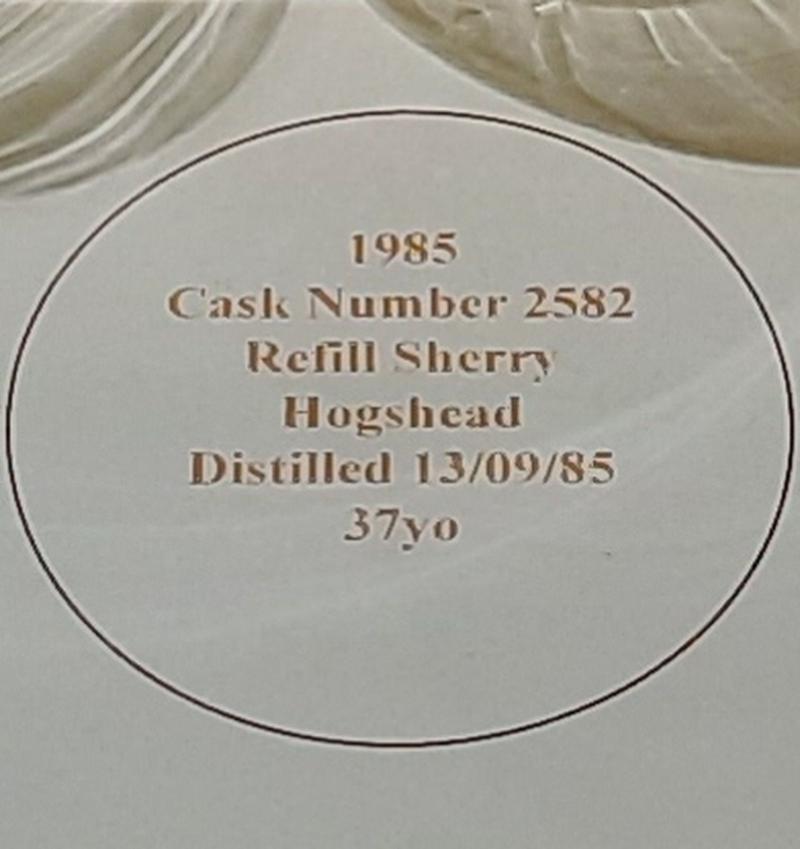 1985
Cask Number 2582
Refill Sherry
Hogshead
Distilled 13/09/85
37yo